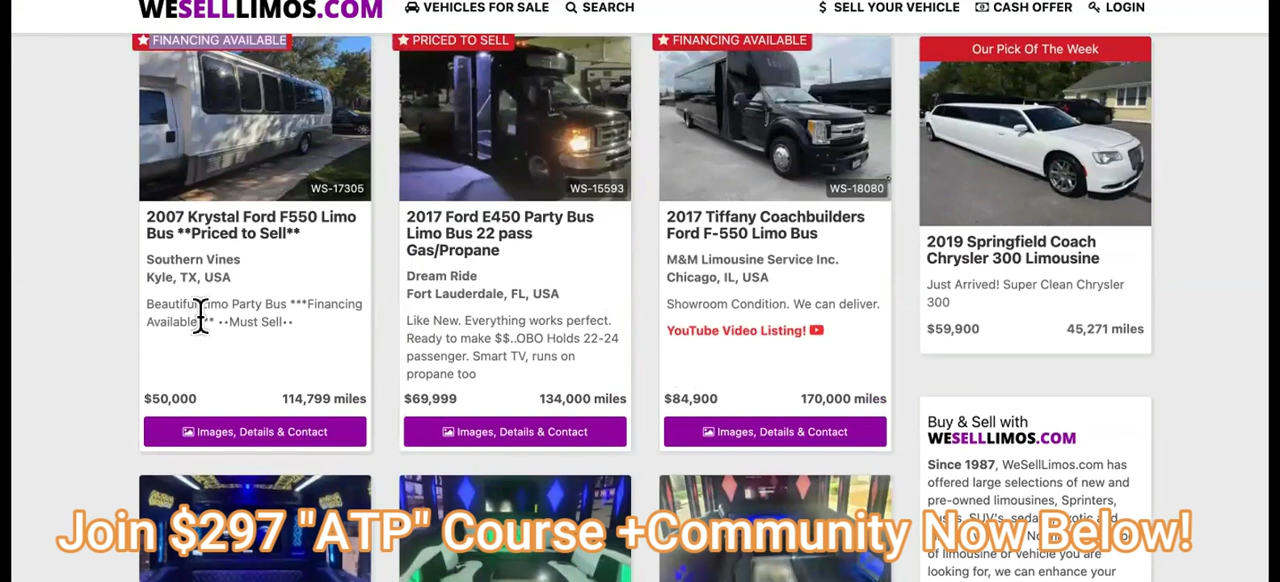 WESELLLIMOS.COM
VEHICLES FOR SALE
SEARCH
SELL YOUR VEHICLE
CASH OFFER
LOGIN
FINANCING AVAILABLE
WS-17305
2007 Krystal Ford F550 Limo
Bus **Priced to Sell**
Southern Vines
Kyle, TX, USA
Beautiful Limo Party Bus ***Financing
Available*** ••Must Sell••
$50,000 114,799 miles
Images, Details & Contact
PRICED TO SELL
WS-15593
2017 Ford E450 Party Bus
Limo Bus 22 pass
Gas/Propane
Dream Ride
Fort Lauderdale, FL, USA
Like New. Everything works perfect.
Ready to make $$..OBO Holds 22-24
passenger. Smart TV, runs on
propane too
$69,999 134,000 miles
Images, Details & Contact
FINANCING AVAILABLE
WS-18080
2017 Tiffany Coachbuilders
Ford F-550 Limo Bus
M&M Limousine Service Inc.
Chicago, IL, USA
Showroom Condition. We can deliver.
YouTube Video Listing!
$84,900 170,000 miles
Images, Details & Contact
Our Pick Of The Week
2019 Springfield Coach
Chrysler 300 Limousine
Just Arrived! Super Clean Chrysler
300
$59,900 45,271 miles
Buy & Sell with
WESELLLIMOS.COM
Since 1987, WeSellLimos.com has
offered large selections of new and
pre-owned limousines, Sprinters,
of limousine or vehicle you are
looking for, we can enhance your
Join $297 "ATP" Course +Community Now Below!